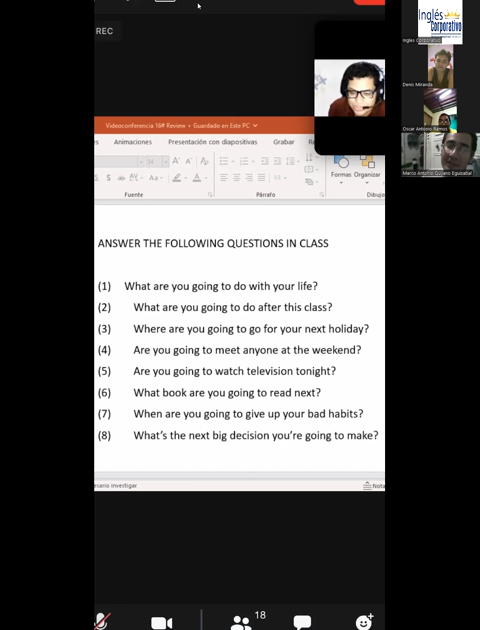 REC
Inglés
Corporativo
Inglés Corporativo
Denis Miranda
Oscar Antonio Ramos
Marco Antonio Quijano Eguizabal
Videoconferencia 16# Review • Guardado en Este PC
Animaciones Presentación con diapositivas Grabar
Fuente Párrafo Dibujo
Formas Organizar
ANSWER THE FOLLOWING QUESTIONS IN CLASS
(1) What are you going to do with your life?
(2) What are you going to do after this class?
(3) Where are you going to go for your next holiday?
(4) Are you going to meet anyone at the weekend?
(5) Are you going to watch television tonight?
(6) What book are you going to read next?
(7) When are you going to give up your bad habits?
(8) What's the next big decision you're going to make?
investigar Nota
18